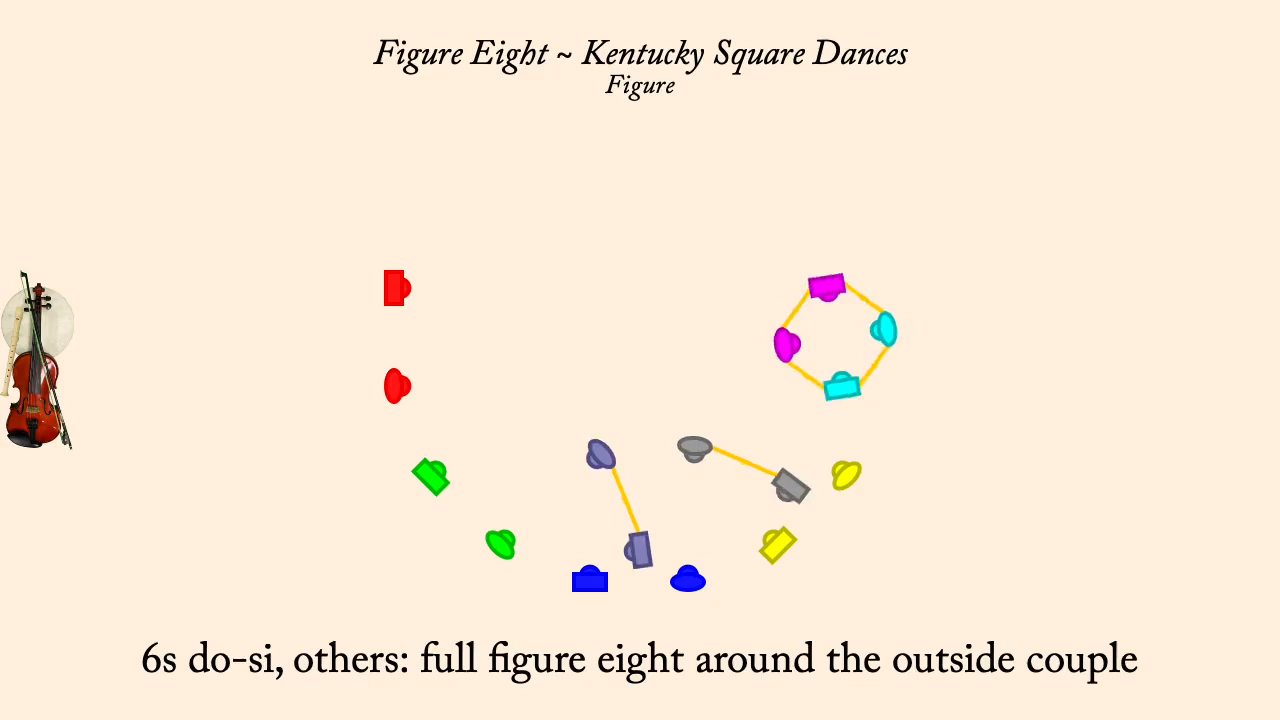 Figure Eight ~ Kentucky Square Dances
Figure
6s do-si, others: full figure eight around the outside couple